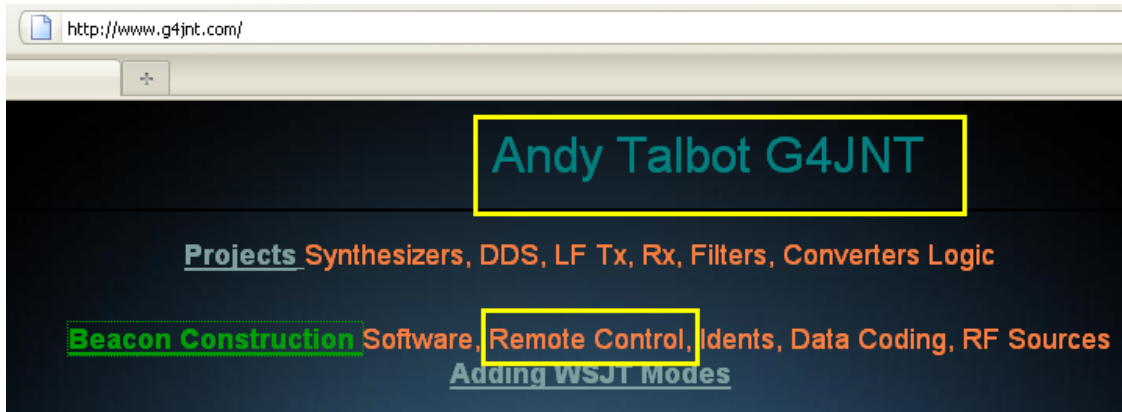 http://www.g4jnt.com/
Andy Talbot G4JNT
Projects Synthesizers, DDS, LF Tx, Rx, Filters, Converters Logic
Beacon Construction Software, Remote Control, Idents, Data Coding, RF Sources
Adding WSJT Modes